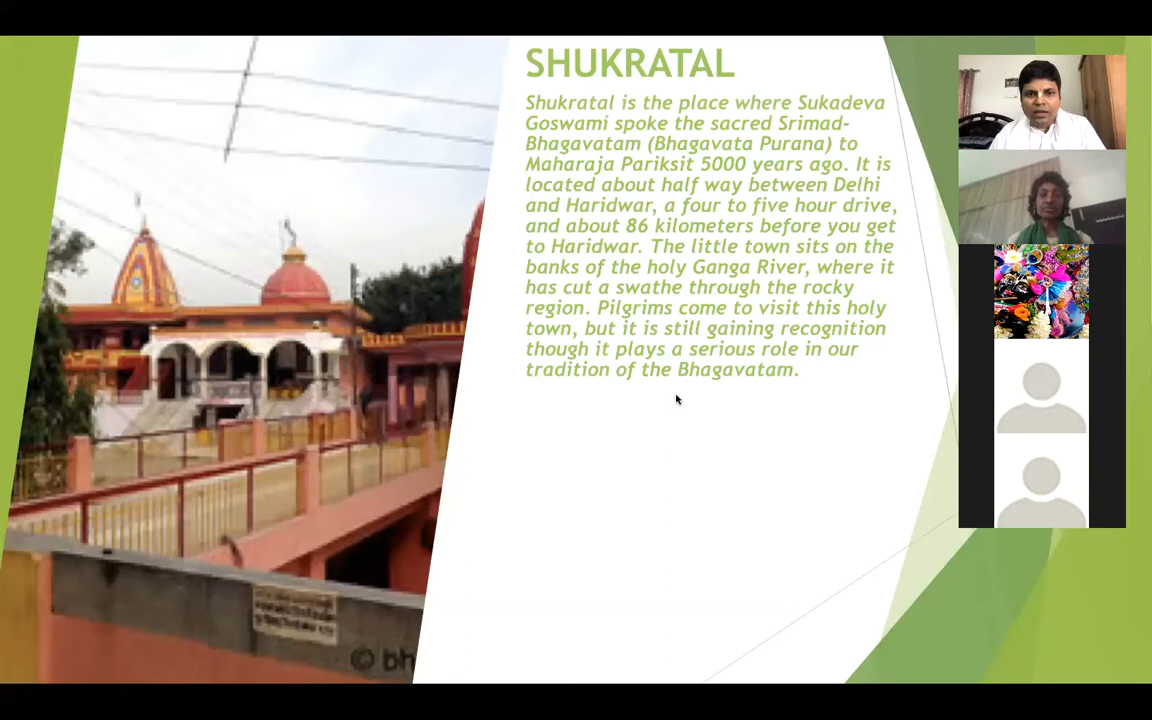 SHUKRATAL
Shukratal is the place where Sukadeva
Goswami spoke the sacred Srimad-
Bhagavatam (Bhagavata Purana) to
Maharaja Pariksit 5000 years ago. It is
located about half way between Delhi
and Haridwar, a four to five hour drive,
and about 86 kilometers before you get
to Haridwar. The little town sits on the
banks of the holy Ganga River, where it
has cut a swathe through the rocky
region. Pilgrims come to visit this holy
town, but it is still gaining recognition
though it plays a serious role in our
tradition of the Bhagavatam.
© bh